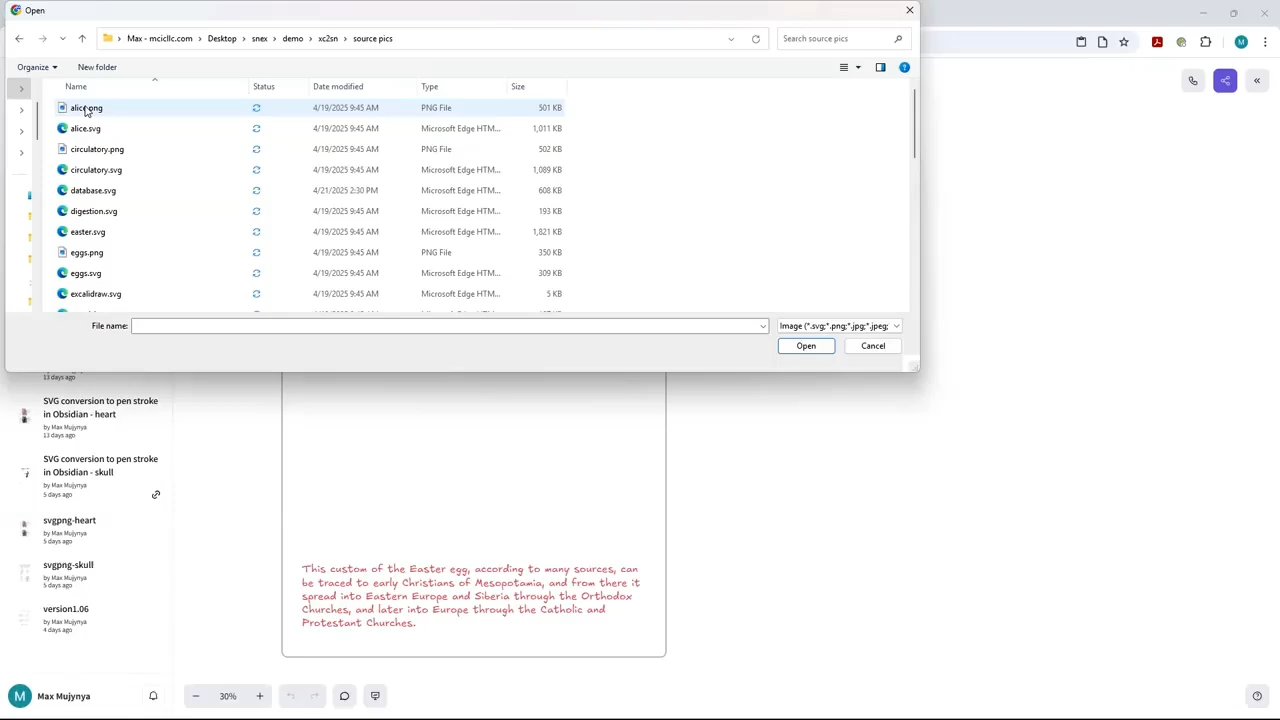 Open
Max - mcicllc.com > Desktop > snex > demo > xc2sn > source pics
Search source pics
Organize
New folder
Name Status Date modified Type Size
alice.png 4/19/2025 9:45 AM PNG File 501 KB
alice.svg 4/19/2025 9:45 AM Microsoft Edge HTM... 1,011 KB
circulatory.png 4/19/2025 9:45 AM PNG File 502 KB
circulatory.svg 4/19/2025 9:45 AM Microsoft Edge HTM... 1,089 KB
database.svg 4/21/2025 2:30 PM Microsoft Edge HTM... 608 KB
digestion.svg 4/19/2025 9:45 AM Microsoft Edge HTM... 193 KB
easter.svg 4/19/2025 9:45 AM Microsoft Edge HTM... 1,821 KB
eggs.png 4/19/2025 9:45 AM PNG File 350 KB
eggs.svg 4/19/2025 9:45 AM Microsoft Edge HTM... 309 KB
excalidraw.svg 4/19/2025 9:45 AM Microsoft Edge HTM... 5 KB
File name:
Image (*.svg;*.png;*.jpg;*.jpeg;
Open
Cancel
M
13 days ago
SVG conversion to pen stroke
in Obsidian - heart
by Max Mujynya
13 days ago
SVG conversion to pen stroke
in Obsidian - skull
by Max Mujynya
5 days ago
svgpng-heart
by Max Mujynya
5 days ago
svgpng-skull
by Max Mujynya
5 days ago
version1.06
by Max Mujynya
4 days ago
This custom of the Easter egg, according to many sources, can
be traced to early Christians of Mesopotamia, and from there it
spread into Eastern Europe and Siberia through the Orthodox
Churches, and later into Europe through the Catholic and
Protestant Churches.
M Max Mujynya
30%